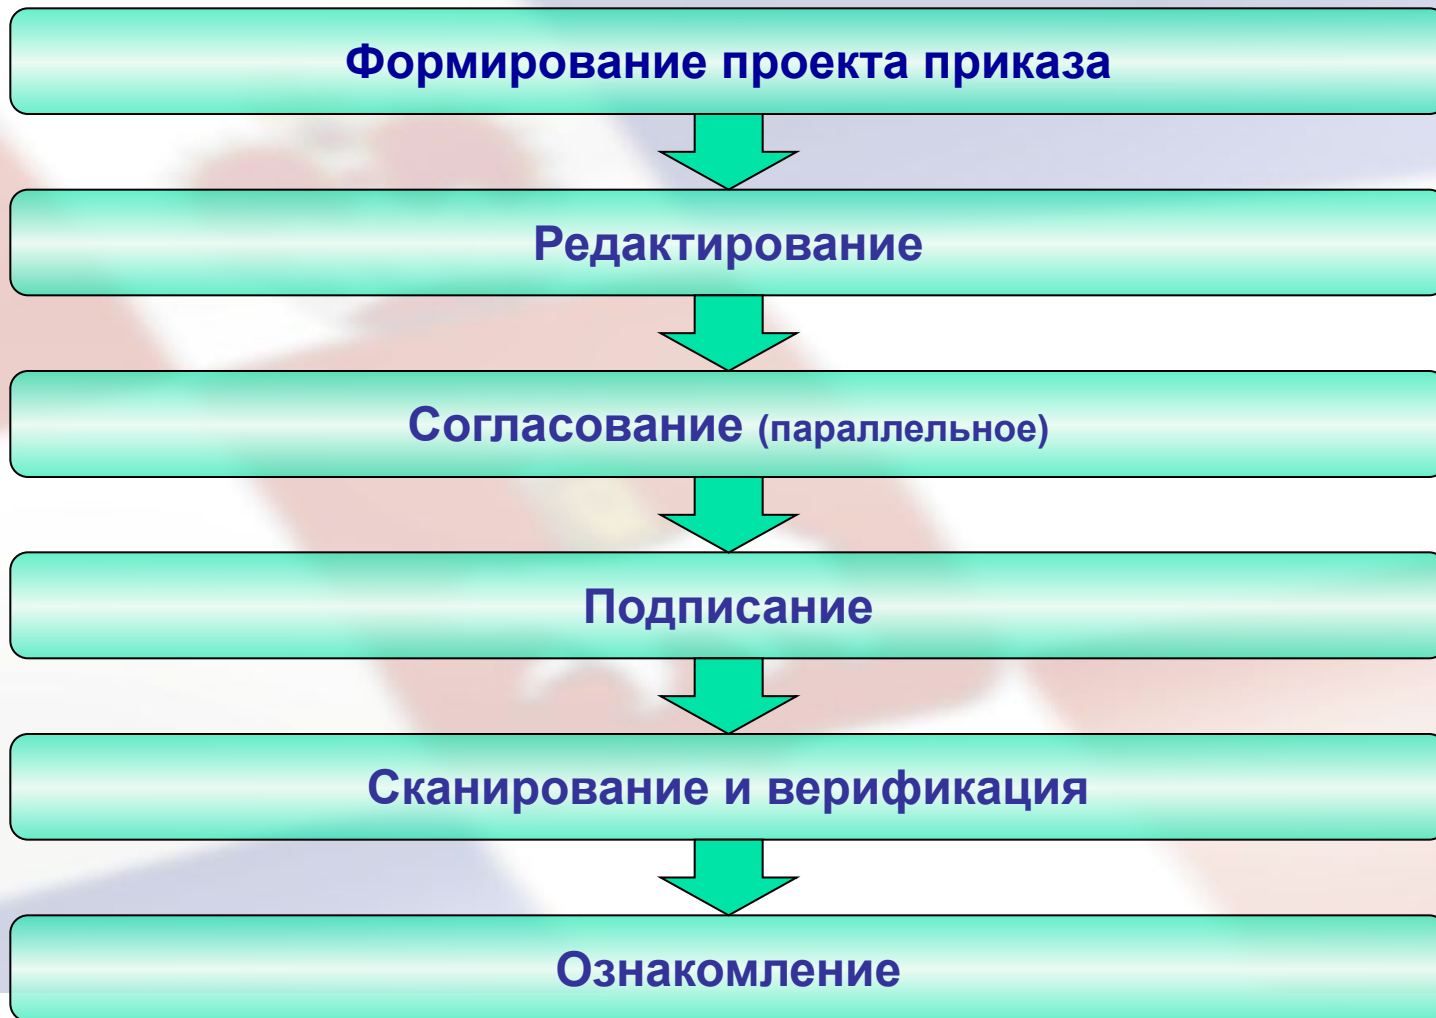 Формирование проекта приказа
Редактирование
Согласование (параллельное)
Подписание
Сканирование и верификация
Ознакомление